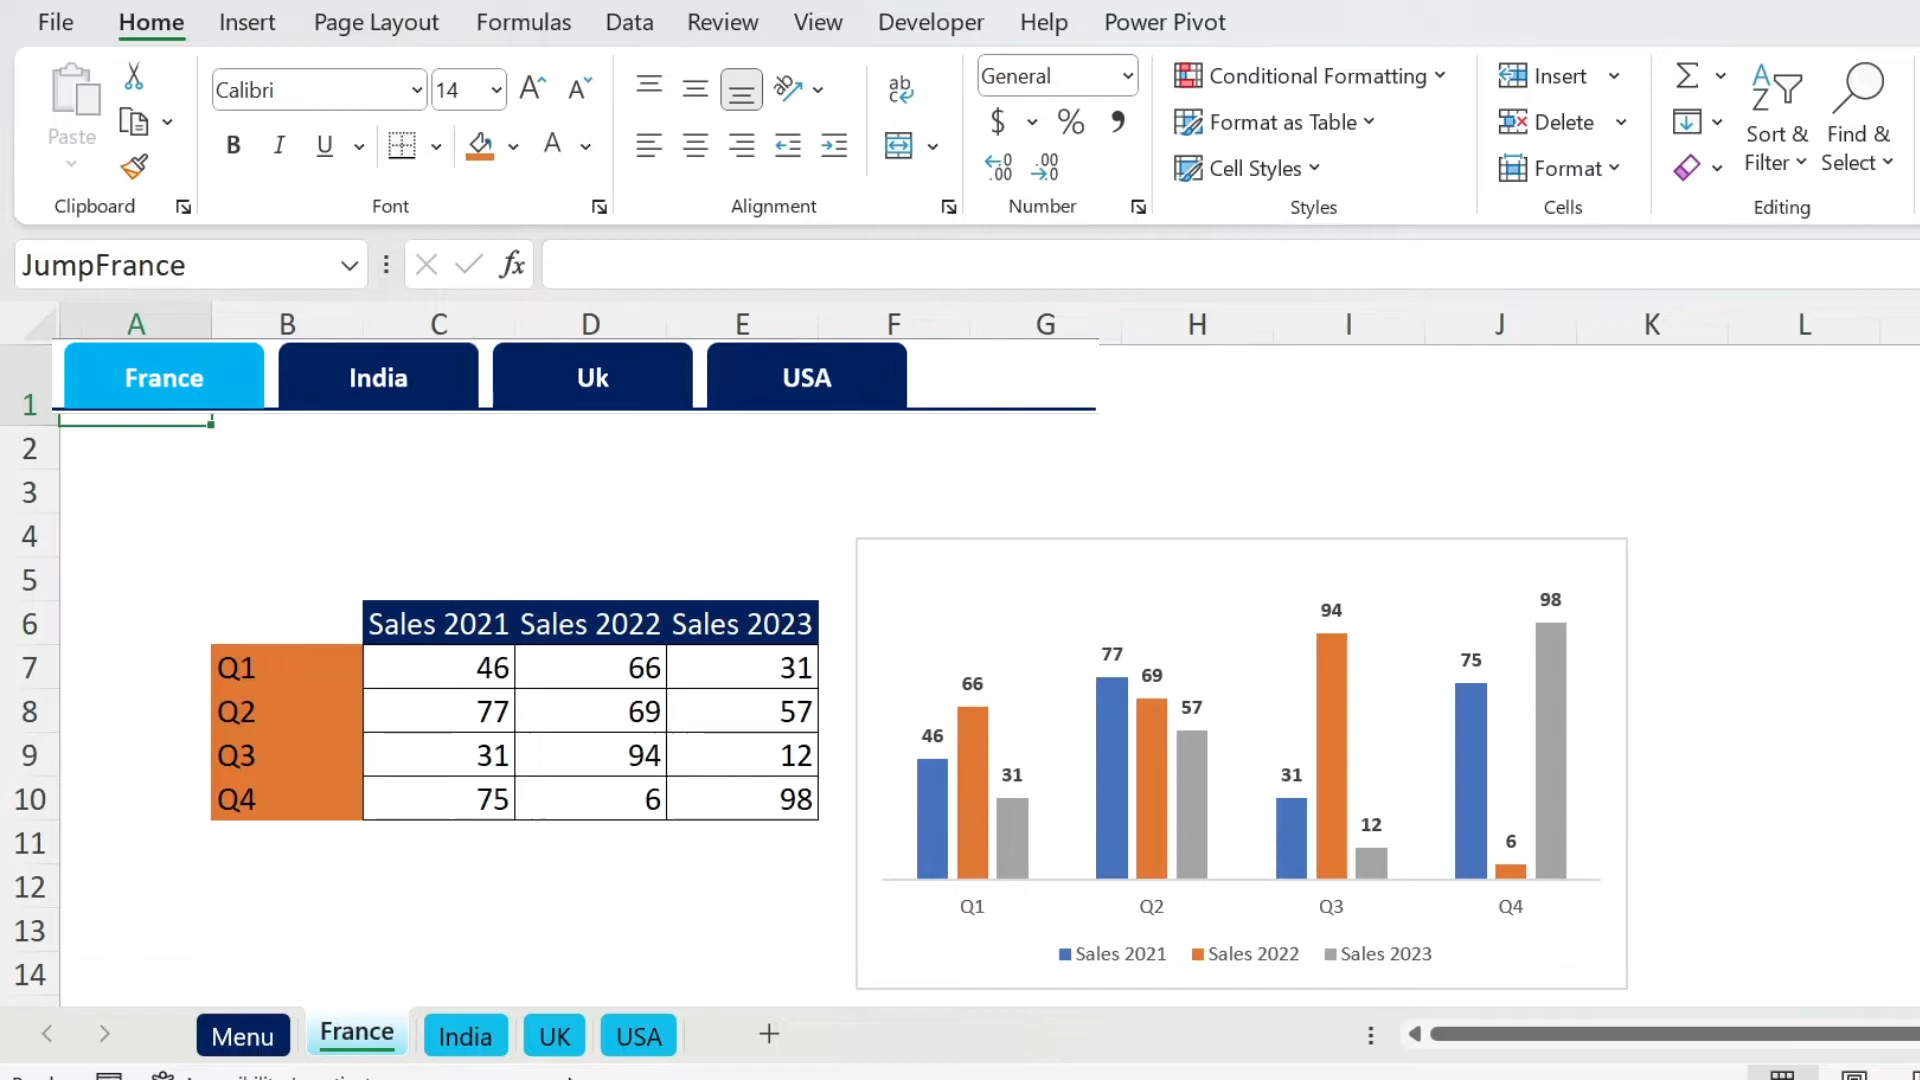 File Home Insert Page Layout Formulas Data Review View Developer Help Power Pivot
Paste
Calibri 14
B I U A
General
$ %
Conditional Formatting
Format as Table
Cell Styles
Insert
Delete
Format
Sort & Filter
Find & Select
Clipboard Font Alignment Number Styles Cells Editing
JumpFrance
fx
A B C D E F G H I J K L
France India Uk USA
1
2
3
4
5
6 Sales 2021 Sales 2022 Sales 2023
7 Q1 46 66 31
8 Q2 77 69 57
9 Q3 31 94 12
10 Q4 75 6 98
11
12
13
14
46 66 31 77 69 57 31 94 12 75 6 98
Q1 Q2 Q3 Q4
Sales 2021 Sales 2022 Sales 2023
Menu France India UK USA